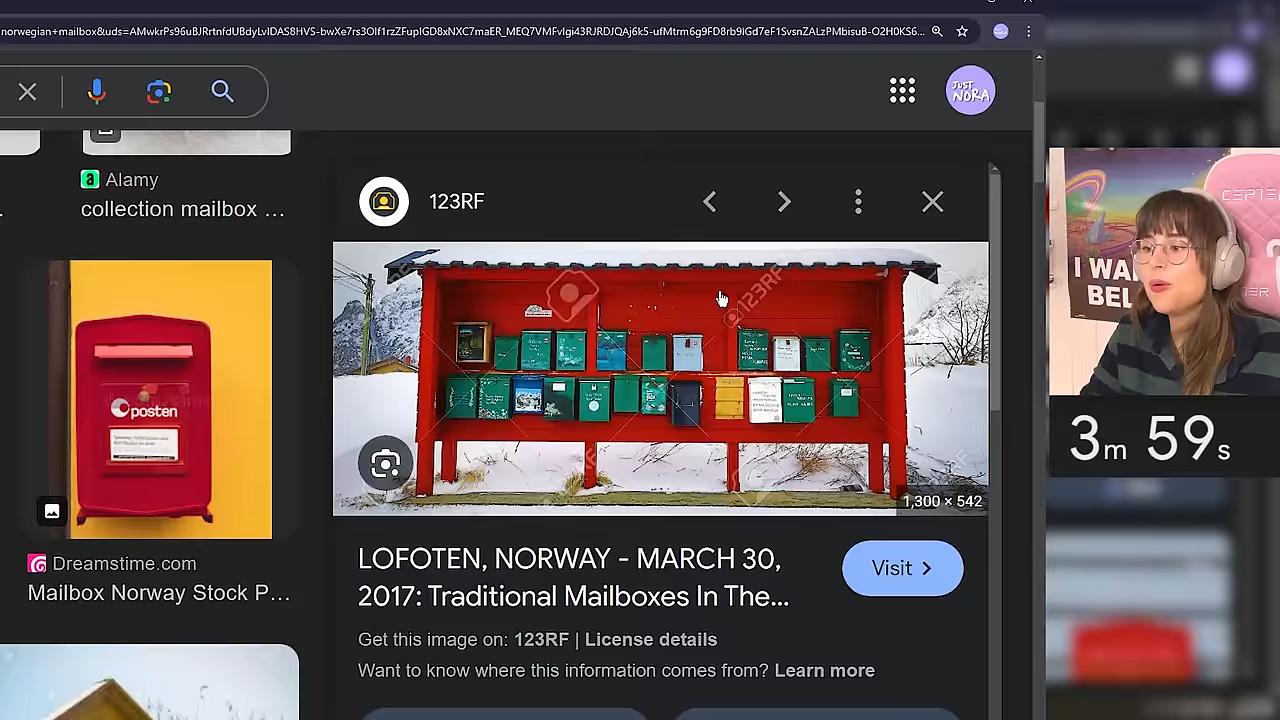 norwegian+mailbox&uds=AMwkrPs96uBJRrtnfdUBdyLvIDAS8HVS-bwXe7rs3Olf1rzZFupIGD8xNXC7maER_MEQ7VMFvIgi43RJRDJQAj6k5-ufMtrm6g9FD8rb9IGd7eF1SvsnZALzPMbisuB-O2H0KS6...
JUST NORA
Alamy
collection mailbox ...
123RF
posten
Dreamstime.com
Mailbox Norway Stock P...
123RF
1,300 × 542
LOFOTEN, NORWAY - MARCH 30,
2017: Traditional Mailboxes In The...
Visit
Get this image on: 123RF | License details
Want to know where this information comes from? Learn more
I WA
BEL
3m 59s